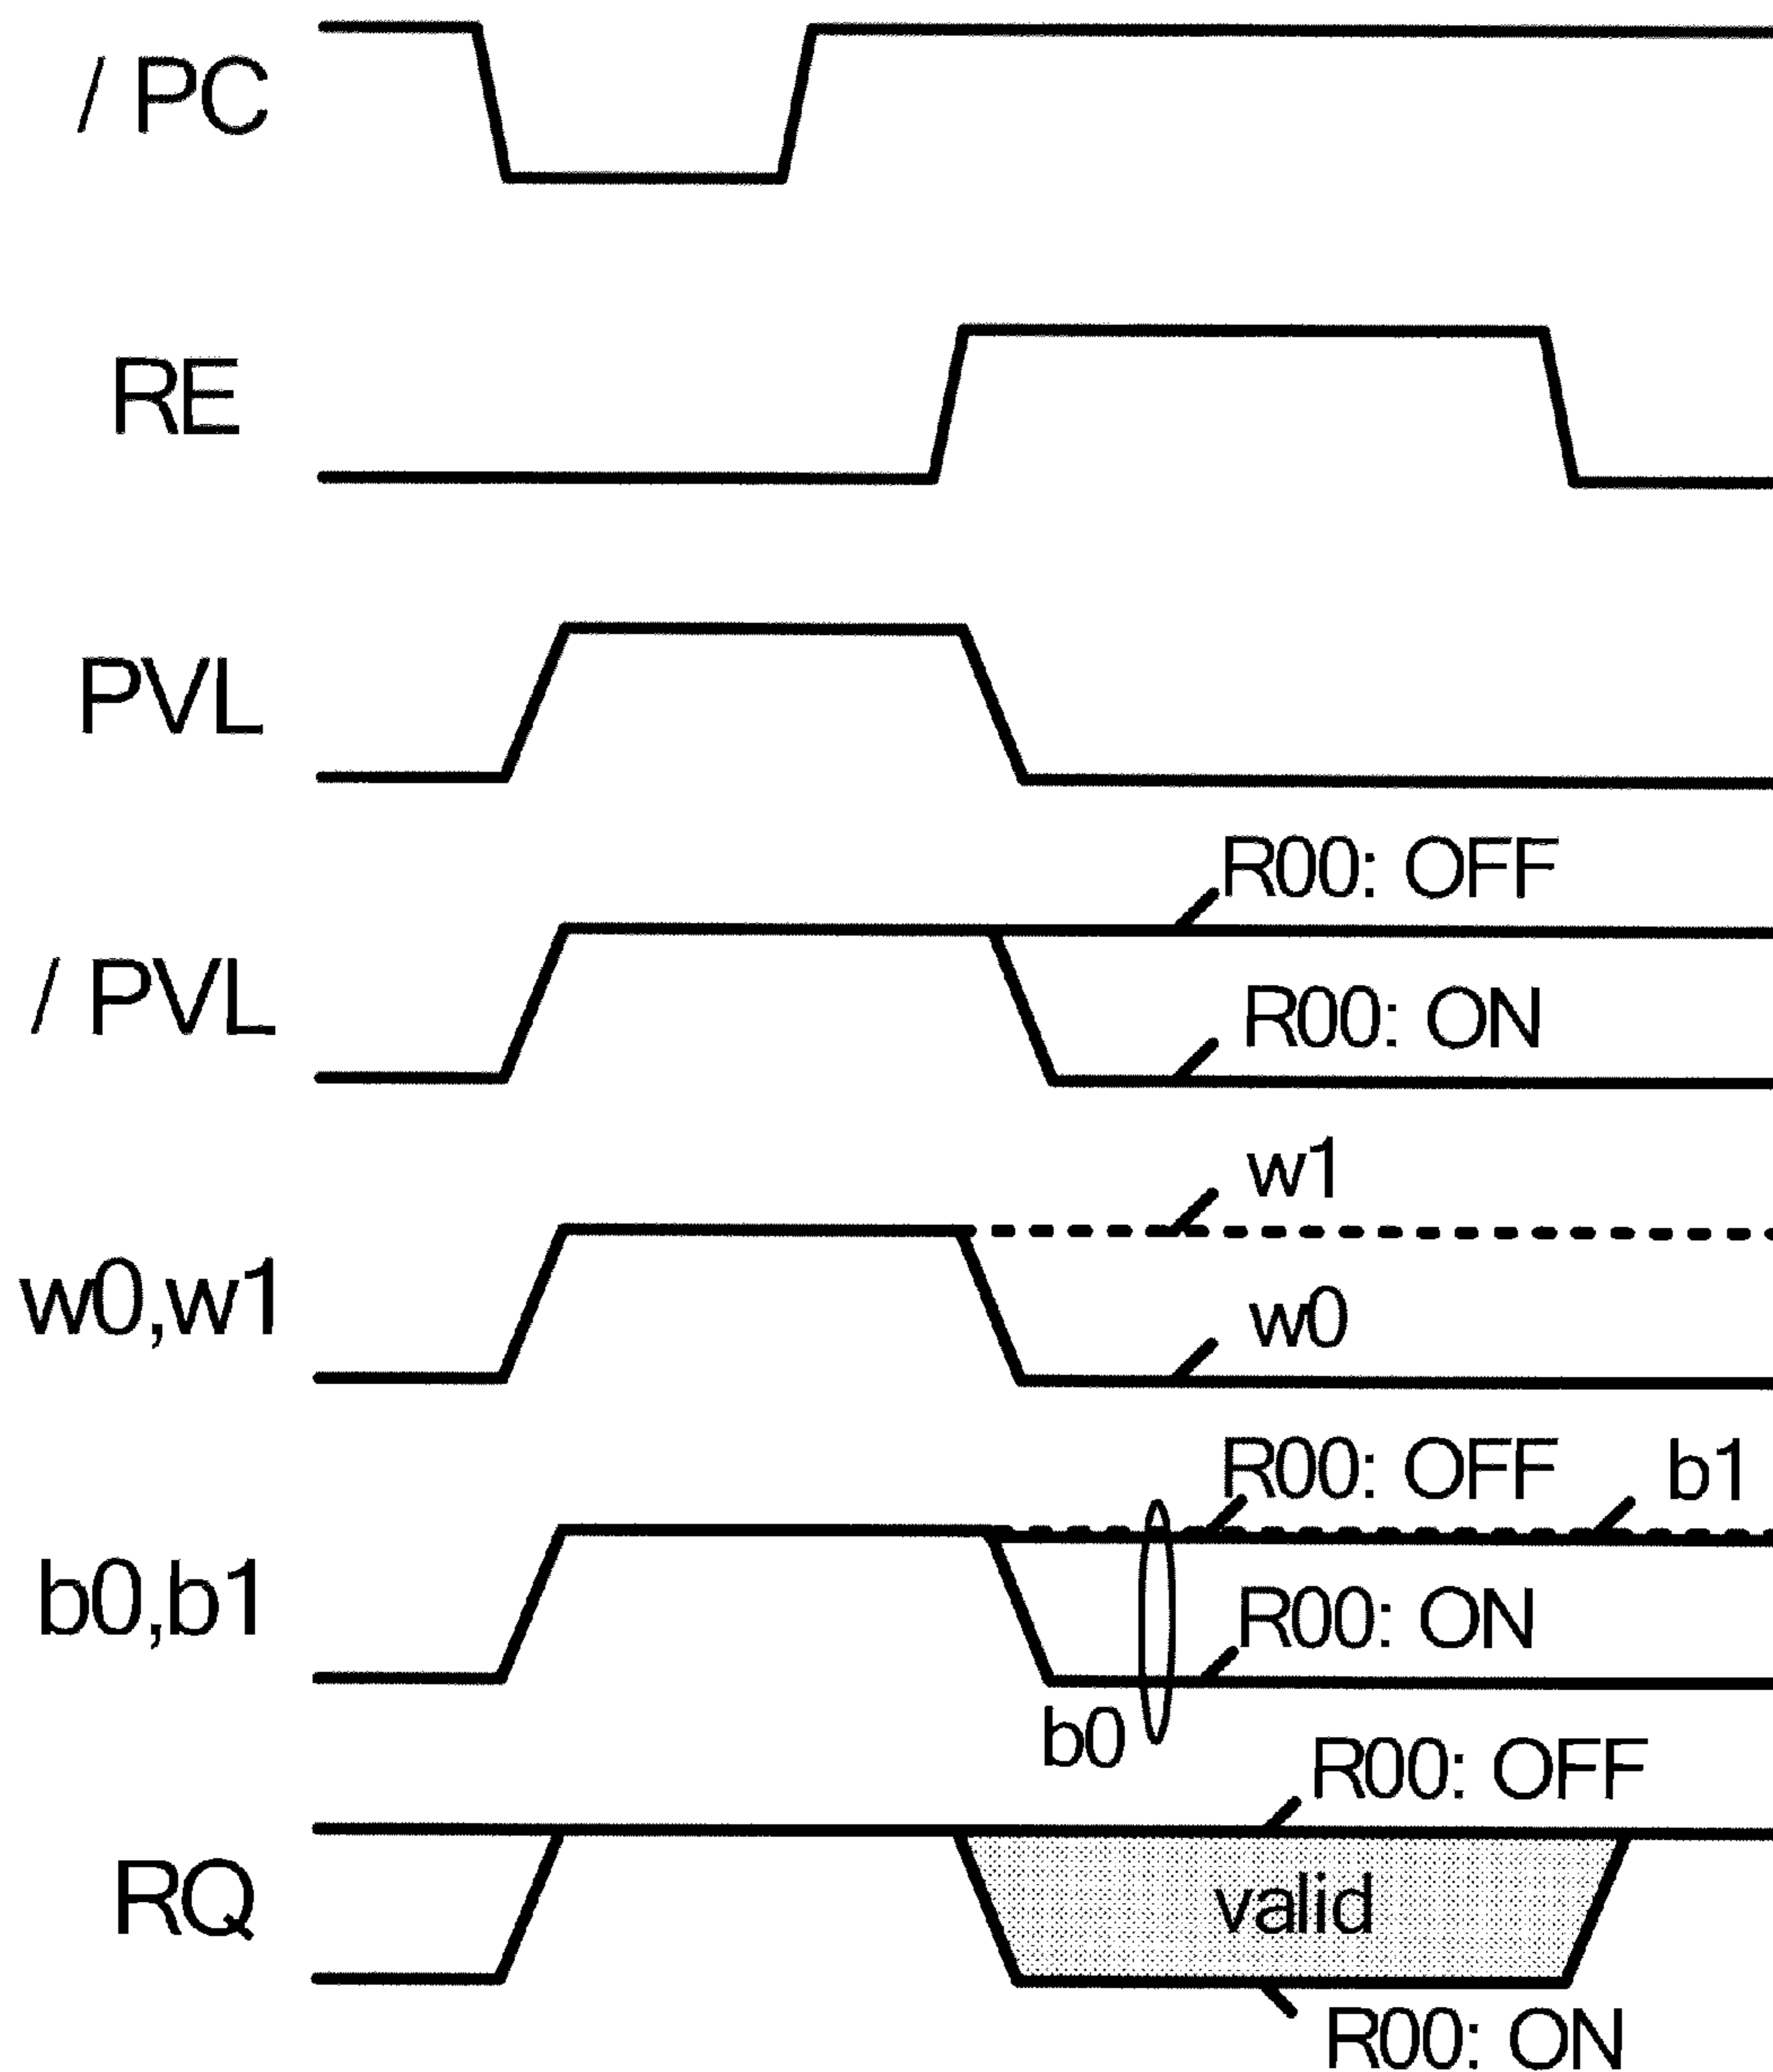 / PC
RE
PVL
R00: OFF
/ PVL
R00: ON
w1
w0,w1
w0
R00: OFF b1
b0,b1
R00: ON
b0
R00: OFF
RQ
valid
R00: ON